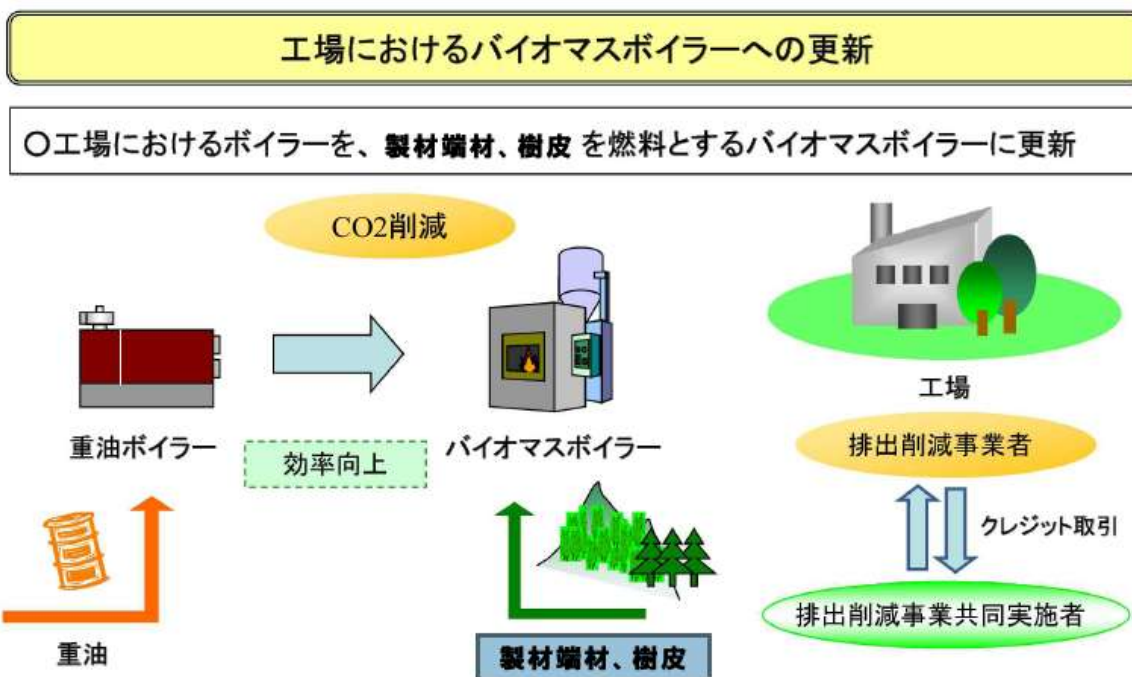 工場におけるバイオマスボイラーへの更新
〇工場におけるボイラーを、製材端材、樹皮を燃料とするバイオマスボイラーに更新
CO2削減
重油ボイラー
効率向上
バイオマスボイラー
重油
製材端材、樹皮
工場
排出削減事業者
クレジット取引
排出削減事業共同実施者